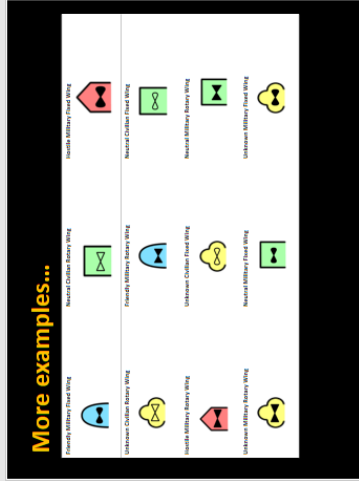 More examples...
Friendly Military Fixed Wing
Neutral Civilian Rotary Wing
Hostile Military Fixed Wing
Unknown Civilian Rotary Wing
Friendly Military Rotary Wing
Neutral Civilian Fixed Wing
Hostile Military Rotary Wing
Unknown Civilian Fixed Wing
Neutral Military Rotary Wing
Unknown Military Rotary Wing
Neutral Military Fixed Wing
Unknown Military Fixed Wing